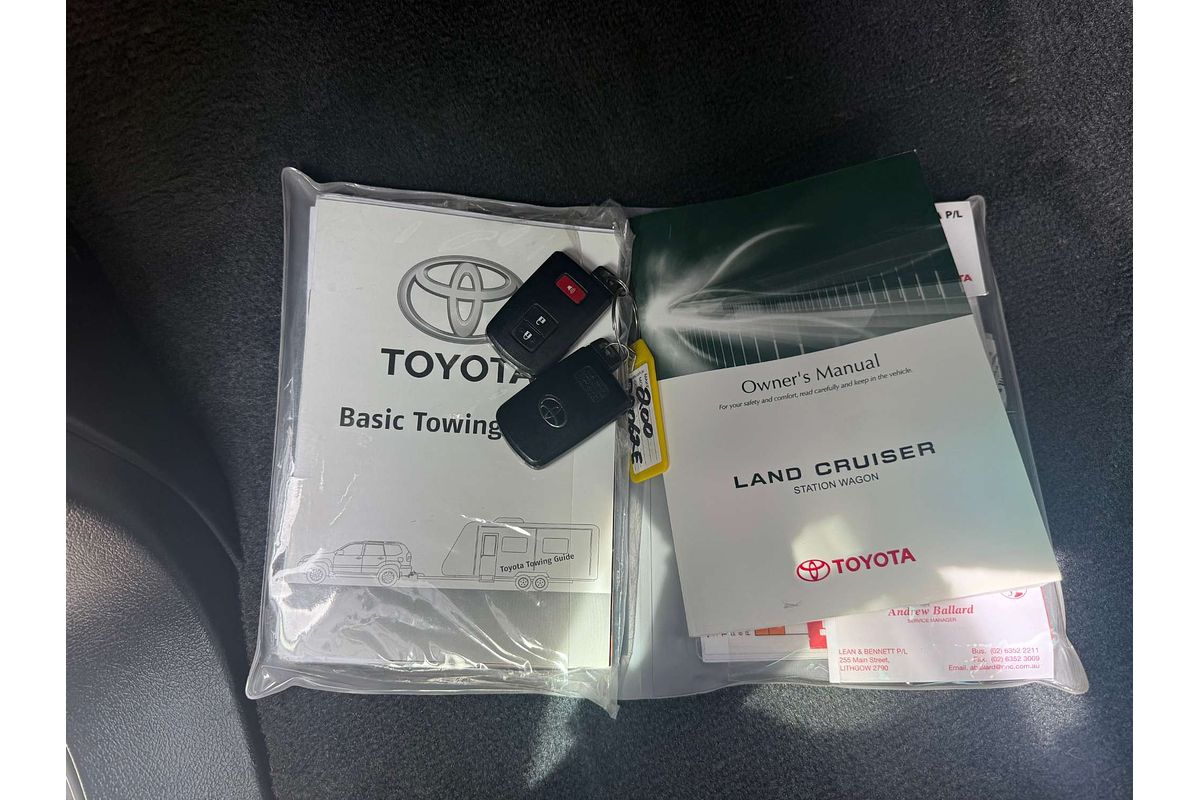 TOYOTA
Basic Towing
Toyota Towing Guide
200
P/L
Owner's Manual
For your safety and comfort, read carefully and keep in the vehicle.
LAND CRUISER
STATION WAGON
TOYOTA
Andrew Ballard
SERVICE MANAGER
LEAN & BENNETT P/L
255 Main Street,
LITHGOW 2790
Bus. (02) 6352 2211
Fax. (02) 6352 3009